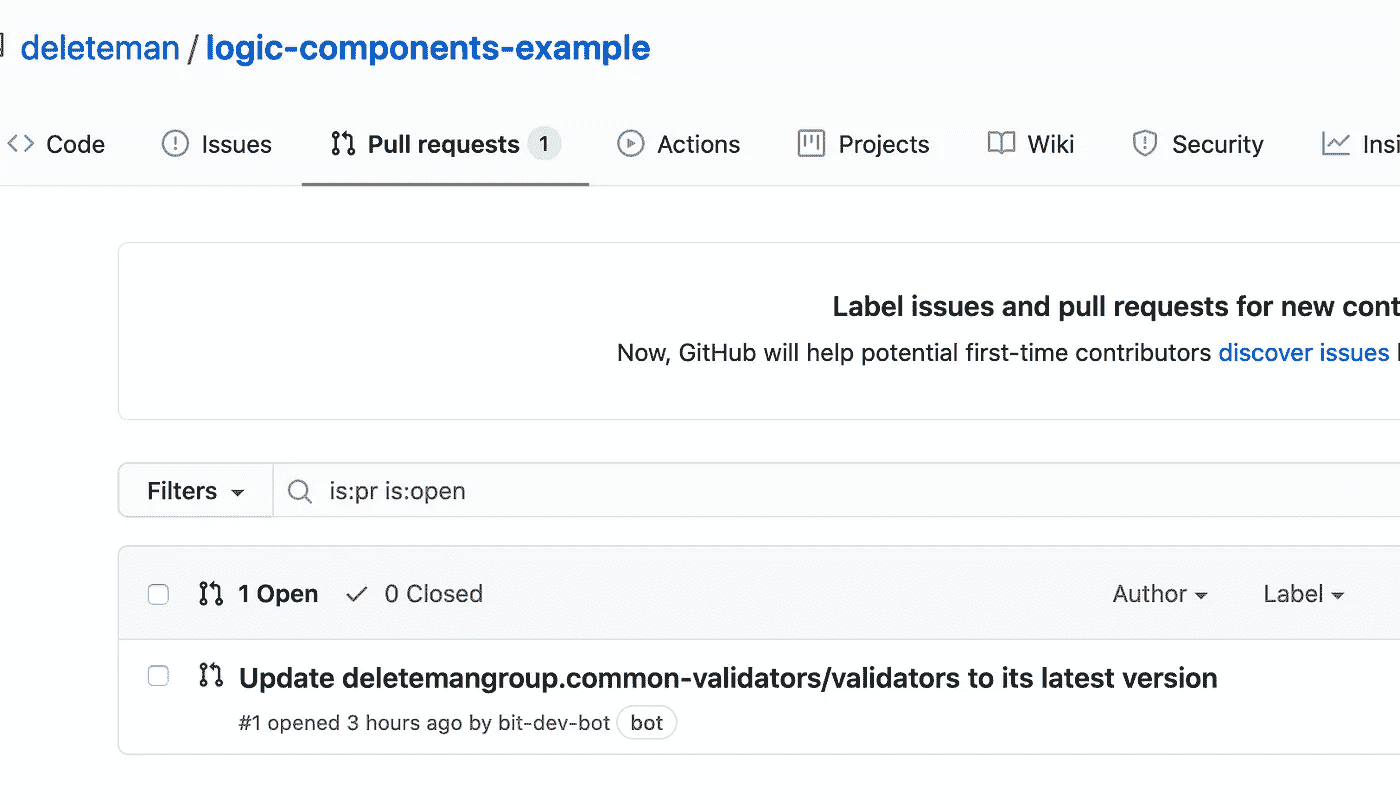 deleteman / logic-components-example
Code Issues Pull requests 1 Actions Projects Wiki Security Insi
Label issues and pull requests for new cont
Now, GitHub will help potential first-time contributors discover issues
Filters is:pr is:open
1 Open 0 Closed Author Label
Update deletemangroup.common-validators/validators to its latest version
#1 opened 3 hours ago by bit-dev-bot bot